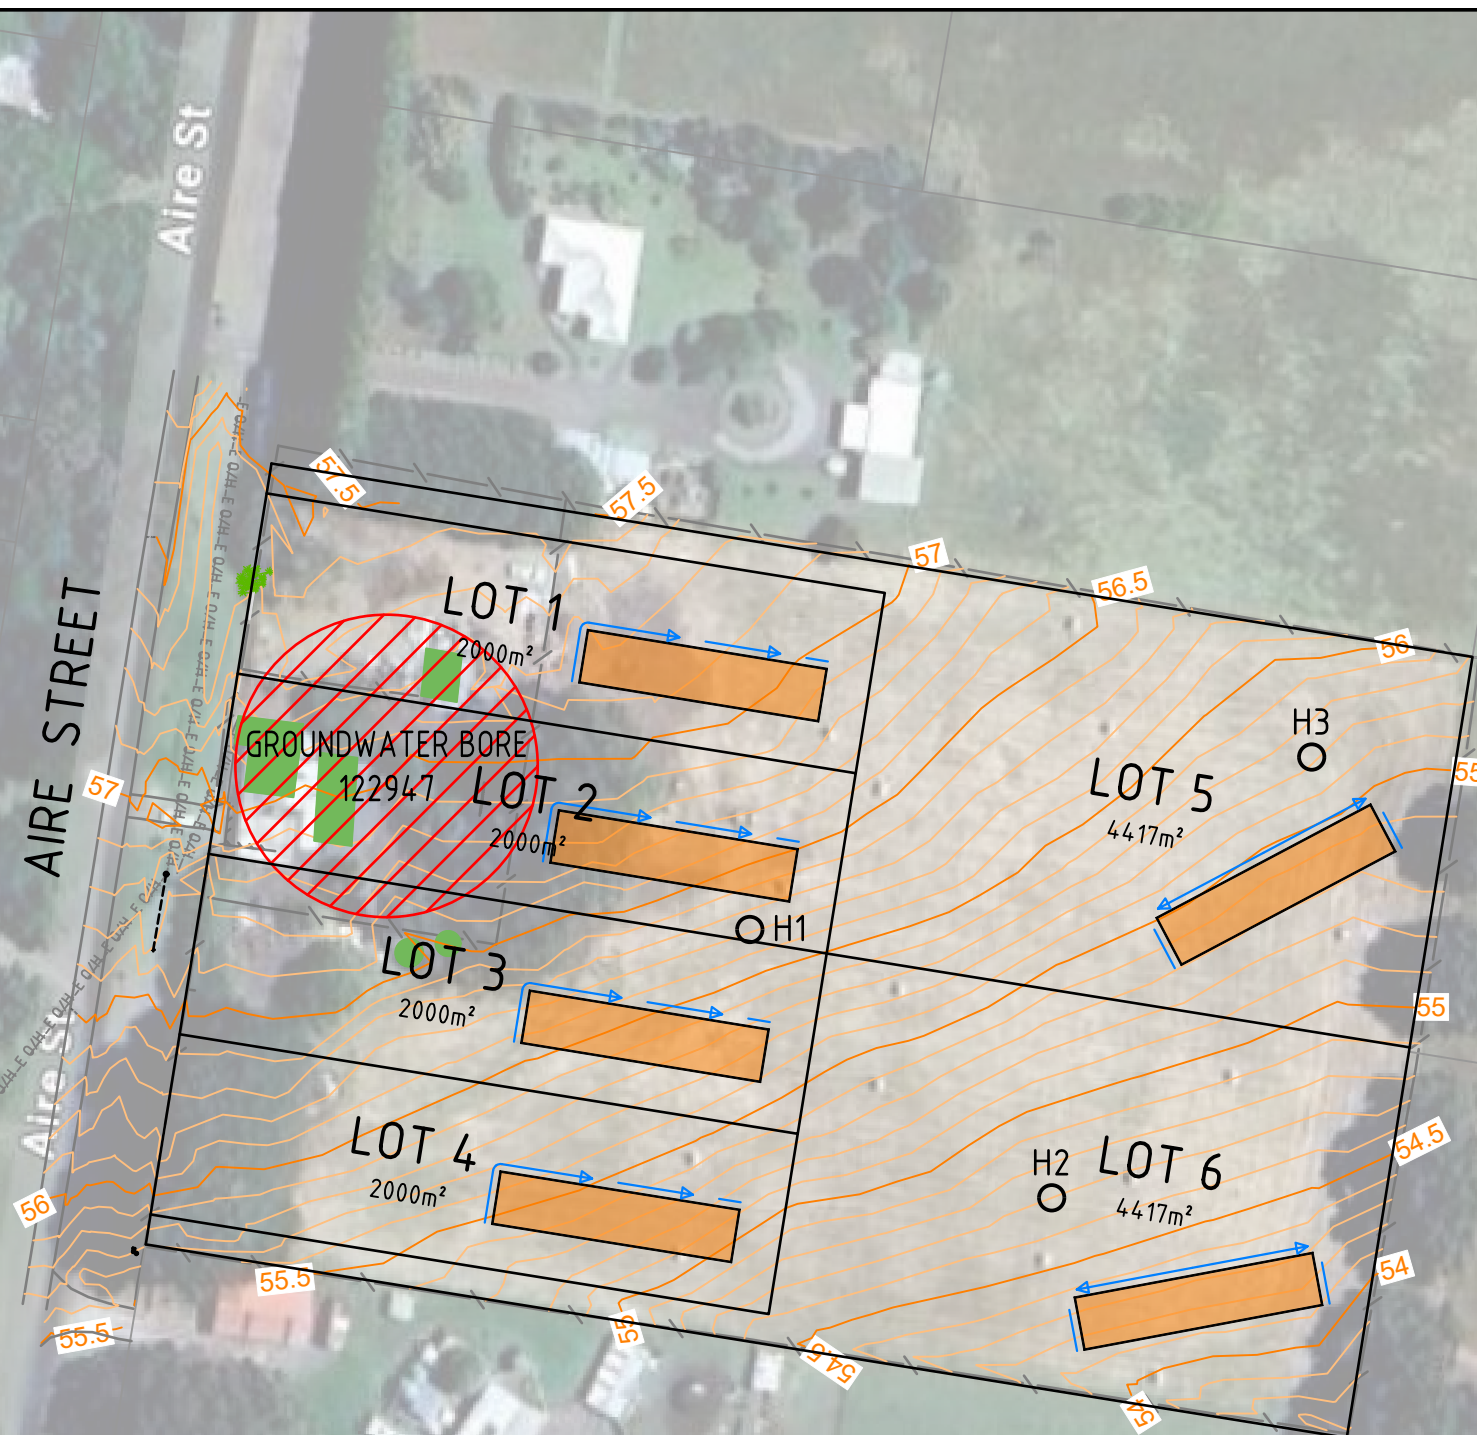 Aire St
57.5
57.5
57
56.5
56
LOT 1
2000m²
AIRE STREET
E O/H E O/H E O/H E O/H
H3
GROUNDWATER BORE
122947
LOT 2
2000m²
LOT 5
4417m²
55
57
H1
LOT 3
2000m²
55
Aire St
LOT 4
2000m²
H2
LOT 6
4417m²
54.5
56
55.5
54
55.5
55
54.5
54